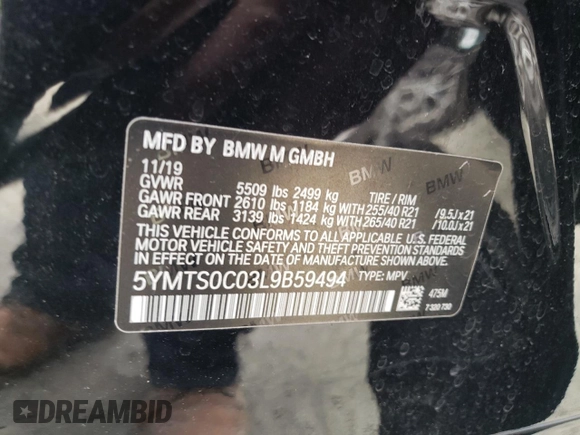 MFD BY BMW M GMBH
11/19
GVWR 5509 lbs 2499 kg TIRE / RIM
GAWR FRONT 2610 lbs 1184 kg WITH 255/40 R21 /9.5J x 21
GAWR REAR 3139 lbs 1424 kg WITH 265/40 R21 /10.0J x 21
THIS VEHICLE CONFORMS TO ALL APPLICABLE U.S. FEDERAL
MOTOR VEHICLE SAFETY AND THEFT PREVENTION STANDARDS
IN EFFECT ON THE DATE OF MANUFACTURE SHOWN ABOVE.
5YMTS0C03L9B59494 TYPE: MPV
475M
7 320 730
DREAMBID